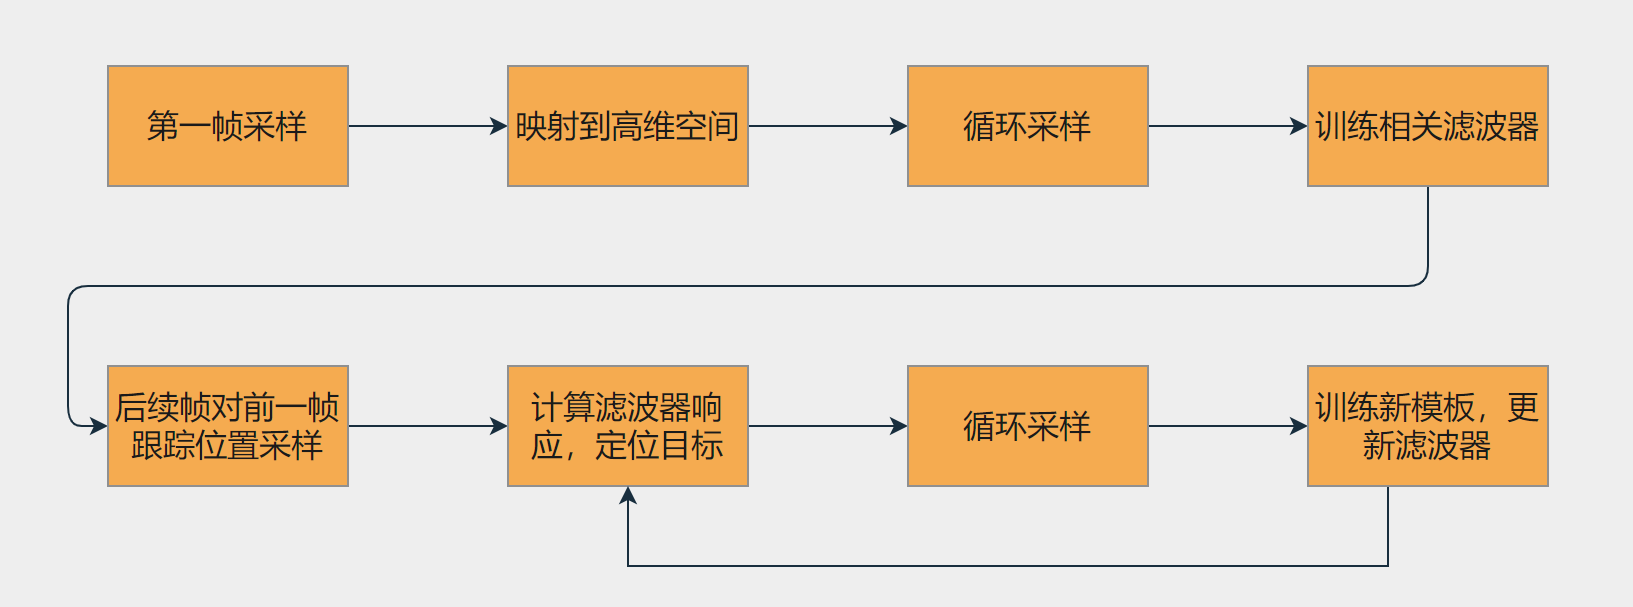 第一帧采样
映射到高维空间
循环采样
训练相关滤波器
后续帧对前一帧
跟踪位置采样
计算滤波器响
应，定位目标
循环采样
训练新模板，更
新滤波器